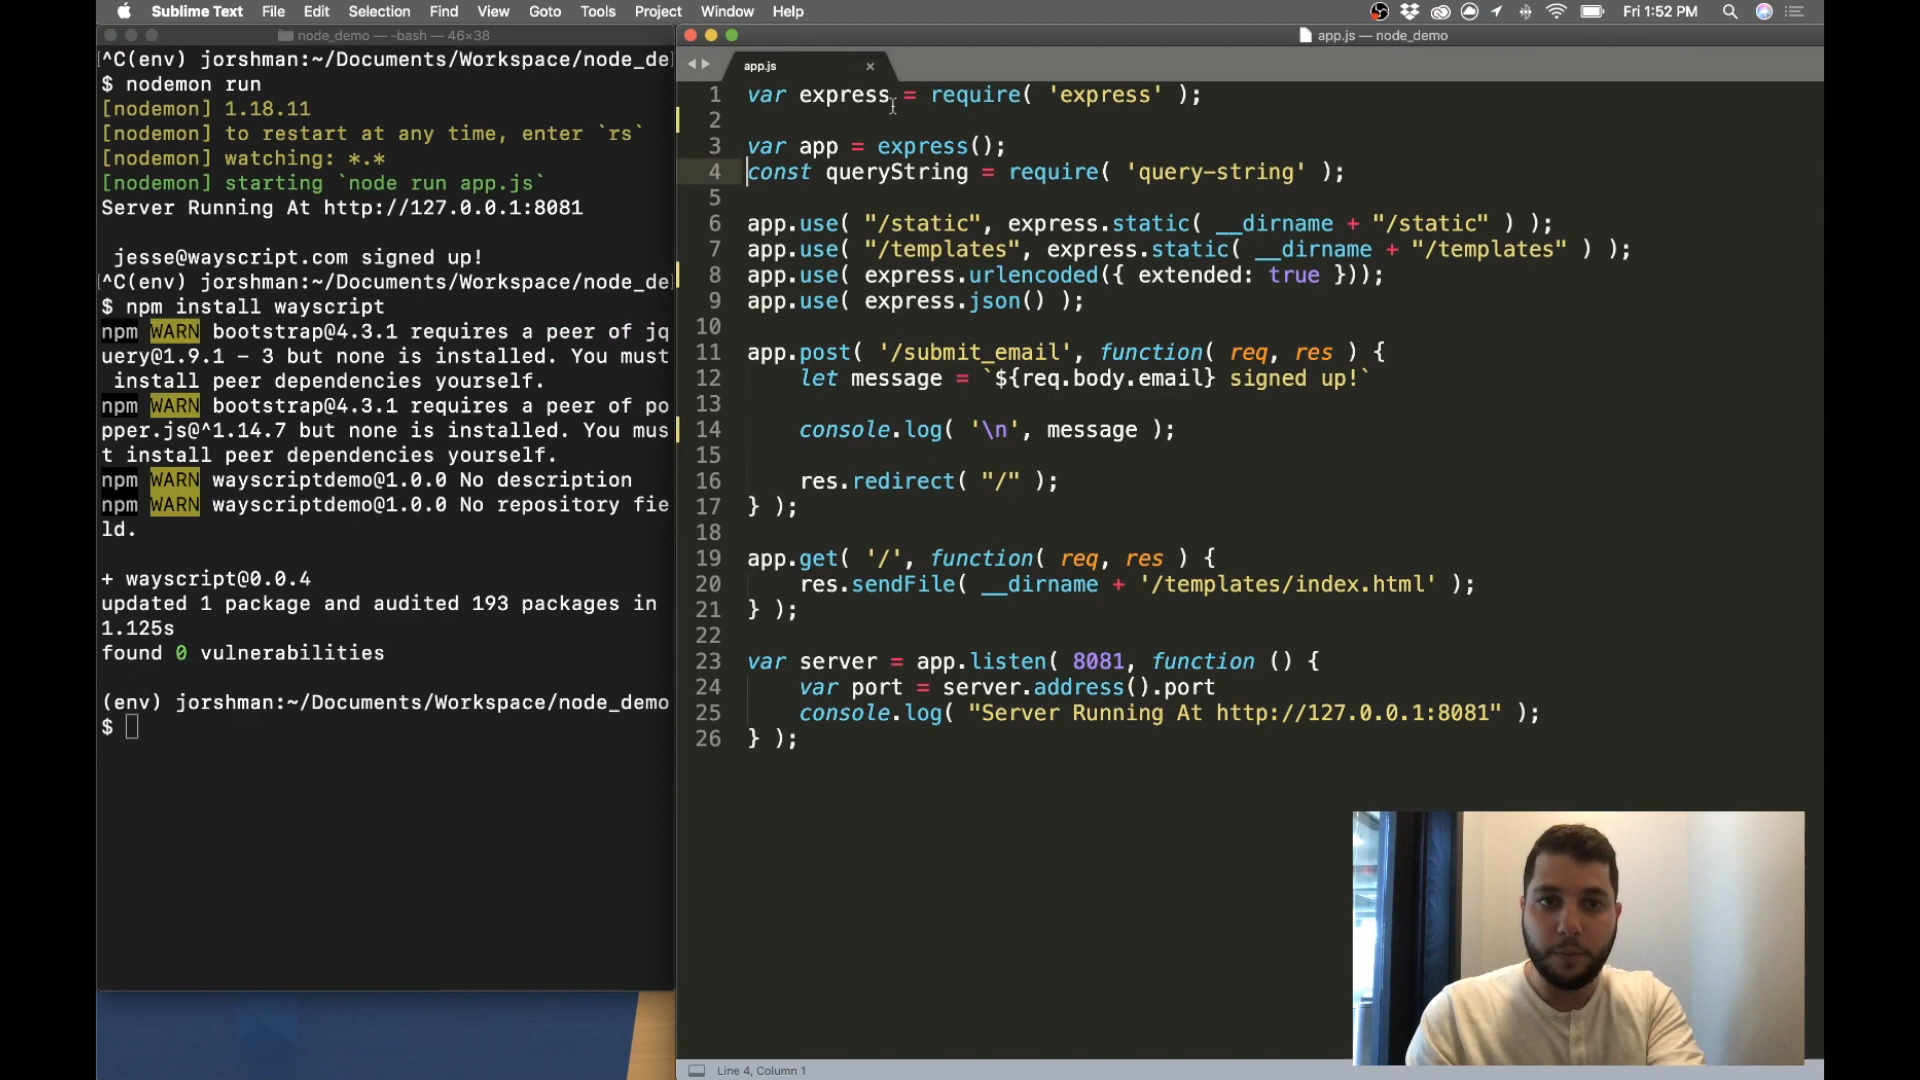 Sublime Text File Edit Selection Find View Goto Tools Project Window Help Fri 1:52 PM
node_demo — -bash — 46×38
^C(env) jorshman:~/Documents/Workspace/node_de
$ nodemon run
[nodemon] 1.18.11
[nodemon] to restart at any time, enter `rs`
[nodemon] watching: *.*
[nodemon] starting `node run app.js`
Server Running At http://127.0.0.1:8081
jesse@wayscript.com signed up!
^C(env) jorshman:~/Documents/Workspace/node_de
$ npm install wayscript
npm WARN bootstrap@4.3.1 requires a peer of jq
uery@1.9.1 - 3 but none is installed. You must
install peer dependencies yourself.
npm WARN bootstrap@4.3.1 requires a peer of po
pper.js@^1.14.7 but none is installed. You mus
t install peer dependencies yourself.
npm WARN wayscriptdemo@1.0.0 No description
npm WARN wayscriptdemo@1.0.0 No repository fie
ld.
+ wayscript@0.0.4
updated 1 package and audited 193 packages in
1.125s
found 0 vulnerabilities
(env) jorshman:~/Documents/Workspace/node_demo
$
app.js — node_demo
app.js
1 var express = require( 'express' );
2
3 var app = express();
4 const queryString = require( 'query-string' );
5
6 app.use( "/static", express.static( __dirname + "/static" ) );
7 app.use( "/templates", express.static( __dirname + "/templates" ) );
8 app.use( express.urlencoded({ extended: true }));
9 app.use( express.json() );
10
11 app.post( '/submit_email', function( req, res ) {
12 let message = `${req.body.email} signed up!`
13
14 console.log( '\n', message );
15
16 res.redirect( "/" );
17 } );
18
19 app.get( '/', function( req, res ) {
20 res.sendFile( __dirname + '/templates/index.html' );
21 } );
22
23 var server = app.listen( 8081, function () {
24 var port = server.address().port
25 console.log( "Server Running At http://127.0.0.1:8081" );
26 } );
Line 4, Column 1